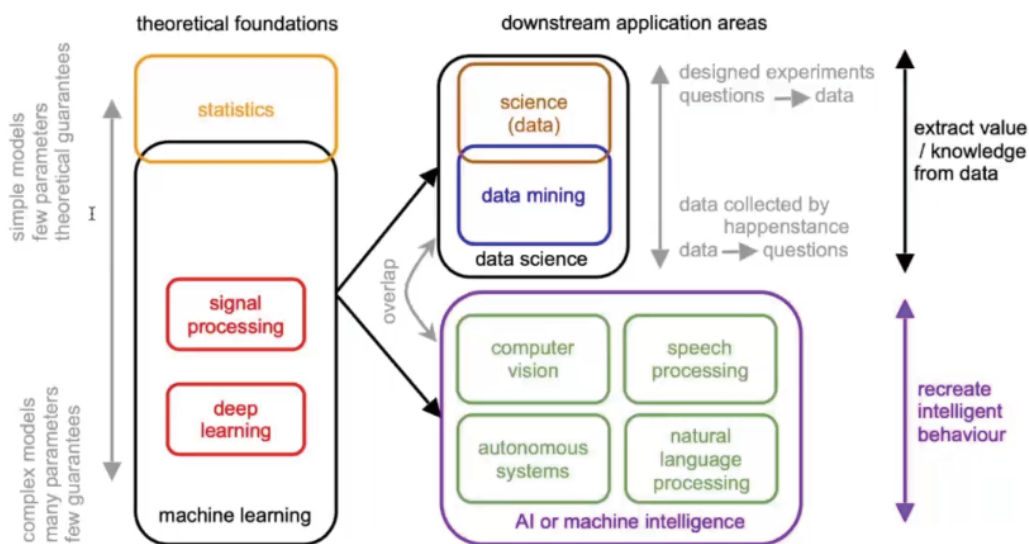 theoretical foundations
downstream application areas
simple models
few parameters
theoretical guarantees
complex models
many parameters
few guarantees
statistics
signal
processing
deep
learning
machine learning
overlap
science
(data)
data mining
data science
designed experiments
questions → data
data collected by
happenstance
data → questions
extract value
/ knowledge
from data
computer
vision
speech
processing
autonomous
systems
natural
language
processing
AI or machine intelligence
recreate
intelligent
behaviour